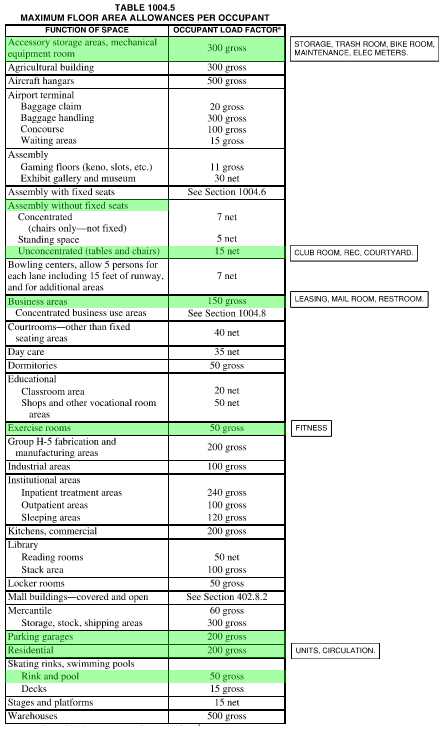 TABLE 1004.5
MAXIMUM FLOOR AREA ALLOWANCES PER OCCUPANT
FUNCTION OF SPACE OCCUPANT LOAD FACTORª
Accessory storage areas, mechanical
equipment room 300 gross
STORAGE, TRASH ROOM, BIKE ROOM,
MAINTENANCE, ELEC METERS.
Agricultural building 300 gross
Aircraft hangars 500 gross
Airport terminal
Baggage claim 20 gross
Baggage handling 300 gross
Concourse 100 gross
Waiting areas 15 gross
Assembly
Gaming floors (keno, slots, etc.) 11 gross
Exhibit gallery and museum 30 net
Assembly with fixed seats See Section 1004.6
Assembly without fixed seats
Concentrated 7 net
(chairs only—not fixed)
Standing space 5 net
Unconcentrated (tables and chairs) 15 net
CLUB ROOM, REC, COURTYARD.
Bowling centers, allow 5 persons for
each lane including 15 feet of runway,
and for additional areas 7 net
Business areas 150 gross
LEASING, MAIL ROOM, RESTROOM.
Concentrated business use areas See Section 1004.8
Courtrooms—other than fixed
seating areas 40 net
Day care 35 net
Dormitories 50 gross
Educational
Classroom area 20 net
Shops and other vocational room
areas 50 net
Exercise rooms 50 gross
FITNESS
Group H-5 fabrication and
manufacturing areas 200 gross
Industrial areas 100 gross
Institutional areas
Inpatient treatment areas 240 gross
Outpatient areas 100 gross
Sleeping areas 120 gross
Kitchens, commercial 200 gross
Library
Reading rooms 50 net
Stack area 100 gross
Locker rooms 50 gross
Mall buildings—covered and open See Section 402.8.2
Mercantile 60 gross
Storage, stock, shipping areas 300 gross
Parking garages 200 gross
Residential 200 gross
UNITS, CIRCULATION.
Skating rinks, swimming pools
Rink and pool 50 gross
Decks 15 gross
Stages and platforms 15 net
Warehouses 500 gross